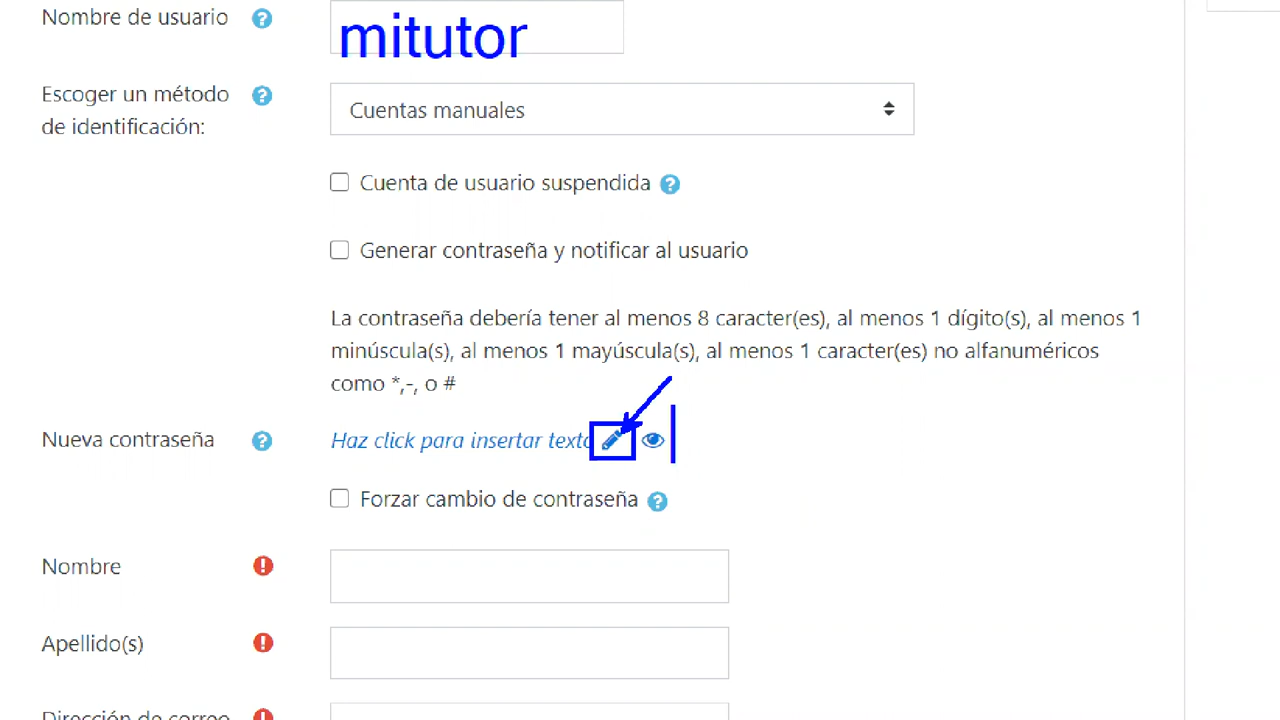 Nombre de usuario
mitutor
Escoger un método
de identificación:
Cuentas manuales
Cuenta de usuario suspendida
Generar contraseña y notificar al usuario
La contraseña debería tener al menos 8 caracter(es), al menos 1 dígito(s), al menos 1
minúscula(s), al menos 1 mayúscula(s), al menos 1 caracter(es) no alfanuméricos
como *,-, o #
Nueva contraseña
Haz click para insertar texto
Forzar cambio de contraseña
Nombre
Apellido(s)
Dirección de correo